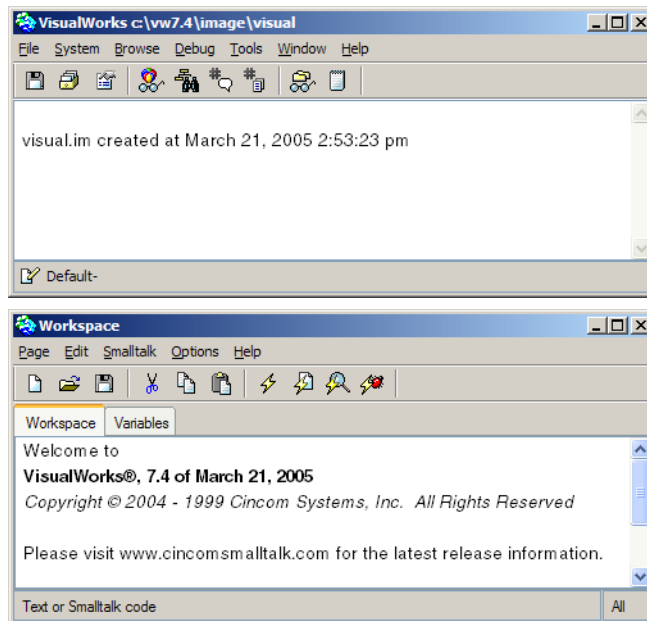 VisualWorks c:\vw7.4\image\visual
File System Browse Debug Tools Window Help
visual.im created at March 21, 2005 2:53:23 pm
Default-
Workspace
Page Edit Smalltalk Options Help
Workspace Variables
Welcome to
VisualWorks®, 7.4 of March 21, 2005
Copyright © 2004 - 1999 Cincom Systems, Inc. All Rights Reserved
Please visit www.cincomsmalltalk.com for the latest release information.
Text or Smalltalk code All